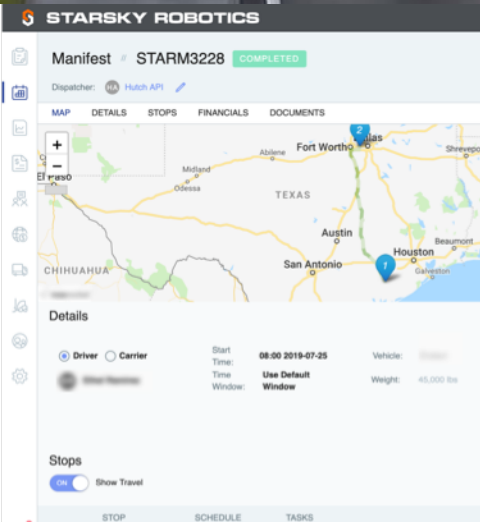 STARSKY ROBOTICS
Manifest STARM3228 COMPLETED
Dispatcher: HA Hutch API
MAP DETAILS STOPS FINANCIALS DOCUMENTS
+
−
2
Fort Worth
Abilene
Midland
Odessa
El Paso
TEXAS
Austin
San Antonio
Houston
Beaumont
Galveston
1
CHIHUAHUA
Details
Driver Carrier
Start Time: 08:00 2019-07-25
Time Window: Use Default Window
Vehicle:
Weight: 45,000 lbs
Stops
ON Show Travel
STOP SCHEDULE TASKS